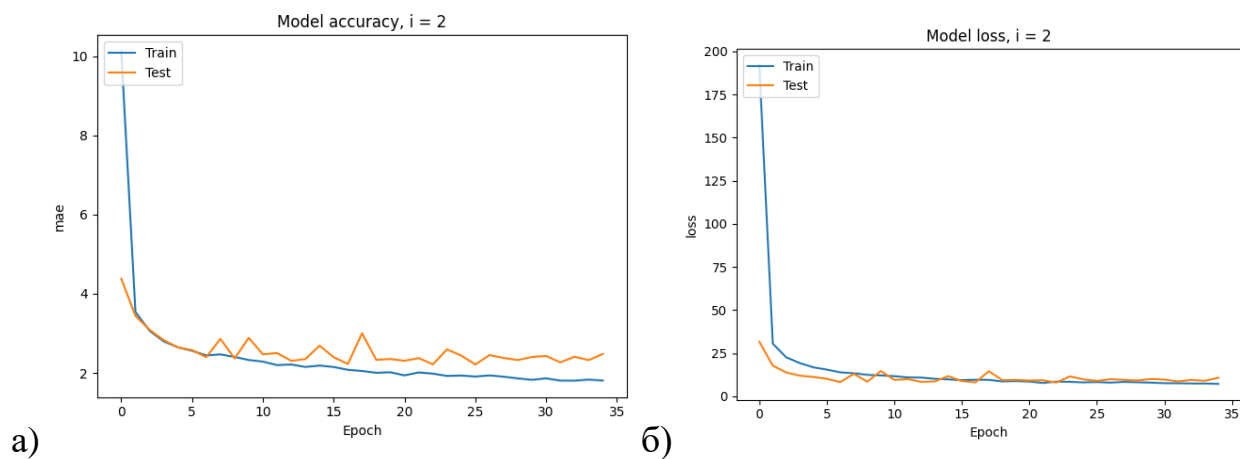 Model accuracy, i = 2
10
8
6
4
2
mae
Train
Test
0 5 10 15 20 25 30 35
Epoch
а)
Model loss, i = 2
200
175
150
125
100
75
50
25
0
loss
Train
Test
0 5 10 15 20 25 30 35
Epoch
б)